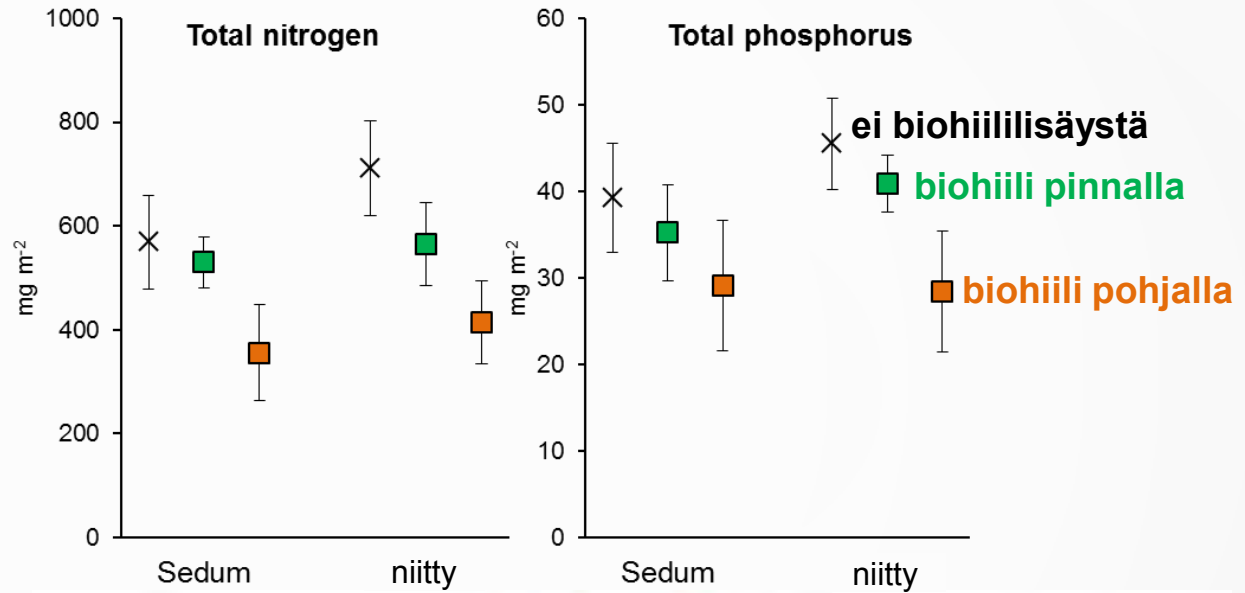 Total nitrogen
1000
800
600
400
200
0
mg m-2
Sedum niitty
Total phosphorus
60
50
40
30
20
10
0
mg m-2
Sedum niitty
ei biohiililisäystä
biohiili pinnalla
biohiili pohjalla